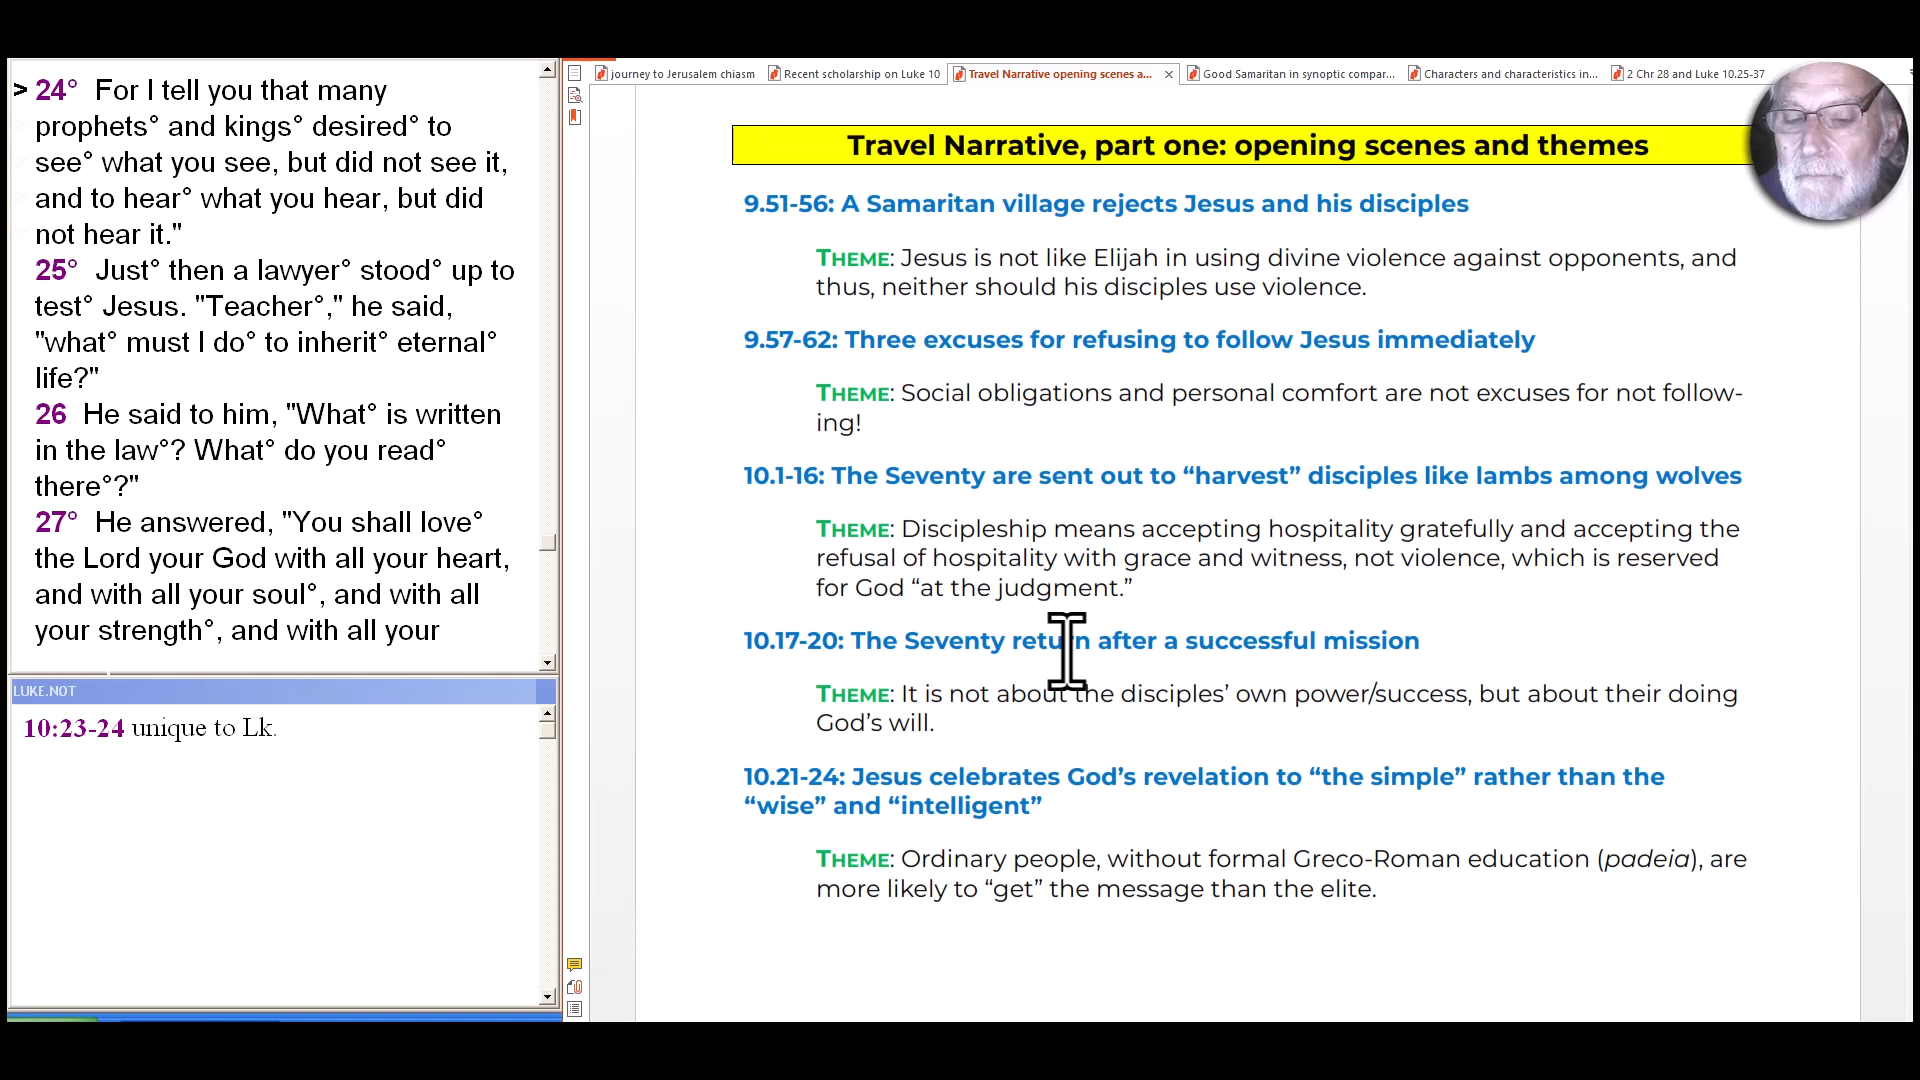 > 24° For I tell you that many
prophets° and kings° desired° to
see° what you see, but did not see it,
and to hear° what you hear, but did
not hear it."
25° Just° then a lawyer° stood° up to
test° Jesus. "Teacher°," he said,
"what° must I do° to inherit° eternal°
life?"
26 He said to him, "What° is written
in the law°? What° do you read°
there°?"
27° He answered, "You shall love°
the Lord your God with all your heart,
and with all your soul°, and with all
your strength°, and with all your
LUKE.NOT
10:23-24 unique to Lk.
journey to Jerusalem chiasm
Recent scholarship on Luke 10
Travel Narrative opening scenes a...
Good Samaritan in synoptic compar...
Characters and characteristics in...
2 Chr 28 and Luke 10.25-37
Travel Narrative, part one: opening scenes and themes
9.51-56: A Samaritan village rejects Jesus and his disciples
THEME: Jesus is not like Elijah in using divine violence against opponents, and
thus, neither should his disciples use violence.
9.57-62: Three excuses for refusing to follow Jesus immediately
THEME: Social obligations and personal comfort are not excuses for not follow-
ing!
10.1-16: The Seventy are sent out to “harvest” disciples like lambs among wolves
THEME: Discipleship means accepting hospitality gratefully and accepting the
refusal of hospitality with grace and witness, not violence, which is reserved
for God “at the judgment.”
10.17-20: The Seventy return after a successful mission
THEME: It is not about the disciples’ own power/success, but about their doing
God’s will.
10.21-24: Jesus celebrates God’s revelation to “the simple” rather than the
“wise” and “intelligent”
THEME: Ordinary people, without formal Greco-Roman education (padeia), are
more likely to “get” the message than the elite.